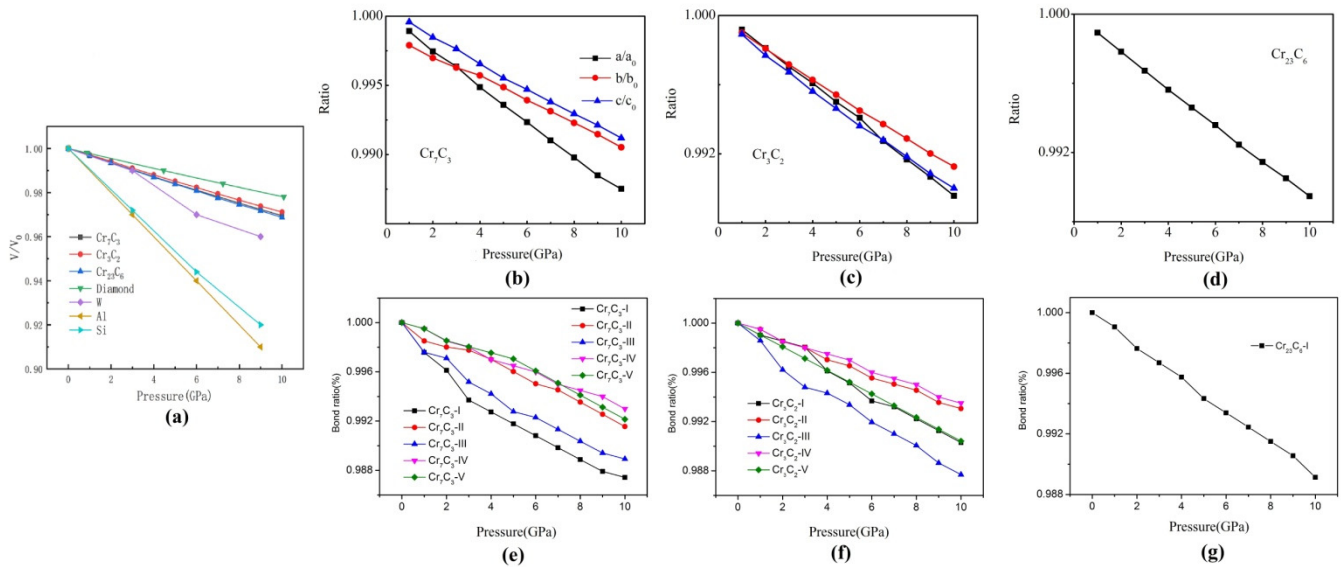 1.00
0.98
0.96
0.94
0.92
0.90
V/V0
Cr7C3
Cr3C2
Cr23C6
Diamond
W
Al
Si
0 2 4 6 8 10
Pressure(GPa)
(a)
1.000
0.995
0.990
Ratio
a/a0
b/b0
c/c0
Cr7C3
0 2 4 6 8 10
Pressure(GPa)
(b)
1.000
0.992
Ratio
Cr3C2
0 2 4 6 8 10
Pressure(GPa)
(c)
1.000
0.992
Ratio
Cr23C6
0 2 4 6 8 10
Pressure(GPa)
(d)
1.000
0.996
0.992
0.988
Bond ratio(%)
Cr7C3-I
Cr7C3-II
Cr7C3-III
Cr7C3-IV
Cr7C3-V
Cr7C3-I
Cr7C3-II
Cr7C3-III
Cr7C3-IV
Cr7C3-V
0 2 4 6 8 10
Pressure(GPa)
(e)
1.000
0.996
0.992
0.988
Bond ratio(%)
Cr3C2-I
Cr3C2-II
Cr3C2-III
Cr3C2-IV
Cr3C2-V
0 2 4 6 8 10
Pressure(GPa)
(f)
1.000
0.996
0.992
0.988
Bond ratio(%)
Cr23C6-I
0 2 4 6 8 10
Pressure(GPa)
(g)